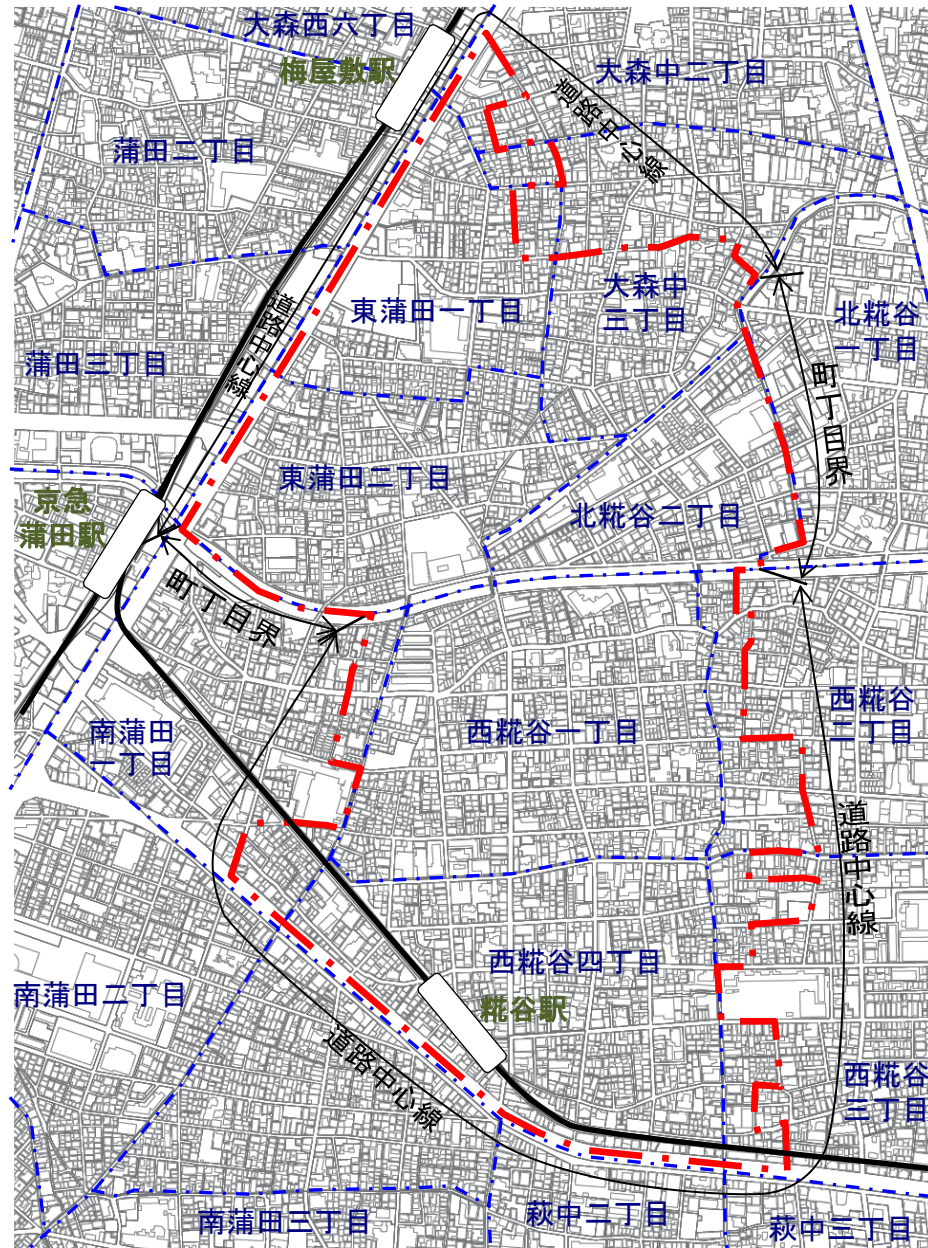 大森西六丁目
梅屋敷駅
大森中二丁目
道路中心線
道路中心線
蒲田二丁目
大森中
三丁目
東蒲田一丁目
北糀谷
一丁目
道路中心線
蒲田三丁目
町丁目界
東蒲田二丁目
京急
蒲田駅
北糀谷二丁目
町丁目界
南蒲田
一丁目
西糀谷一丁目
西糀谷
二丁目
道路中心線
西糀谷四丁目
南蒲田二丁目
糀谷駅
道路中心線
西糀谷
三丁目
南蒲田三丁目
萩中二丁目
萩中三丁目